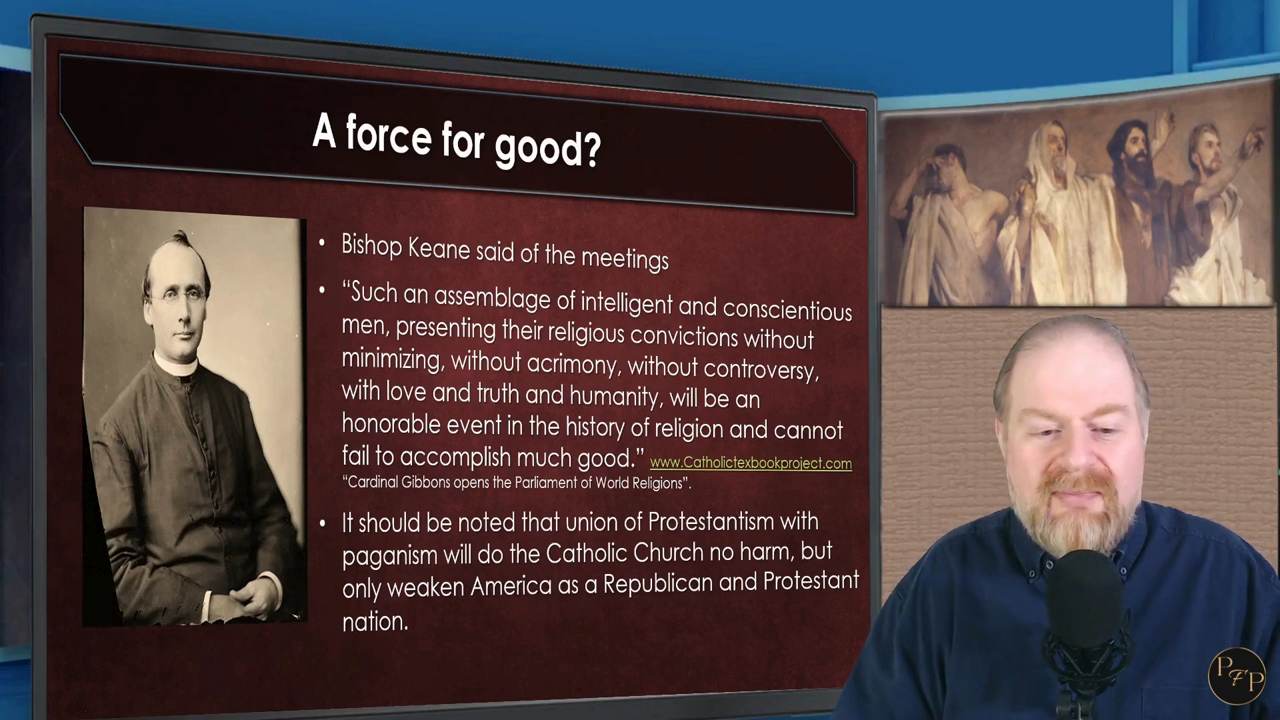 A force for good?
• Bishop Keane said of the meetings
• “Such an assemblage of intelligent and conscientious
men, presenting their religious convictions without
minimizing, without acrimony, without controversy,
with love and truth and humanity, will be an
honorable event in the history of religion and cannot
fail to accomplish much good.” www.Catholictexbookproject.com
“Cardinal Gibbons opens the Parliament of World Religions”.
• It should be noted that union of Protestantism with
paganism will do the Catholic Church no harm, but
only weaken America as a Republican and Protestant
nation.
PFP